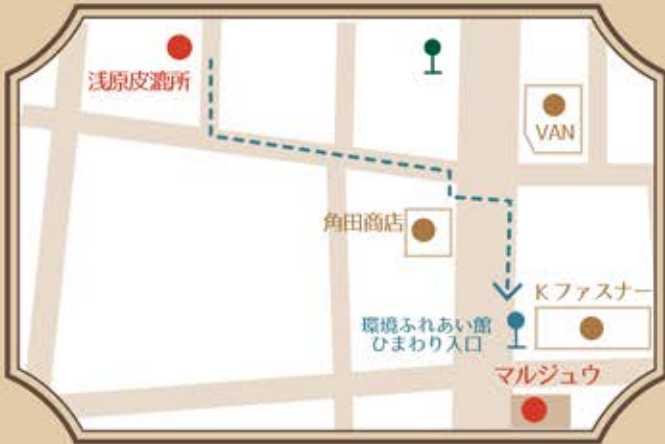 浅原皮漉所
VAN
角田商店
Kファスナー
環境ふれあい館
ひまわり入口
マルジュウ